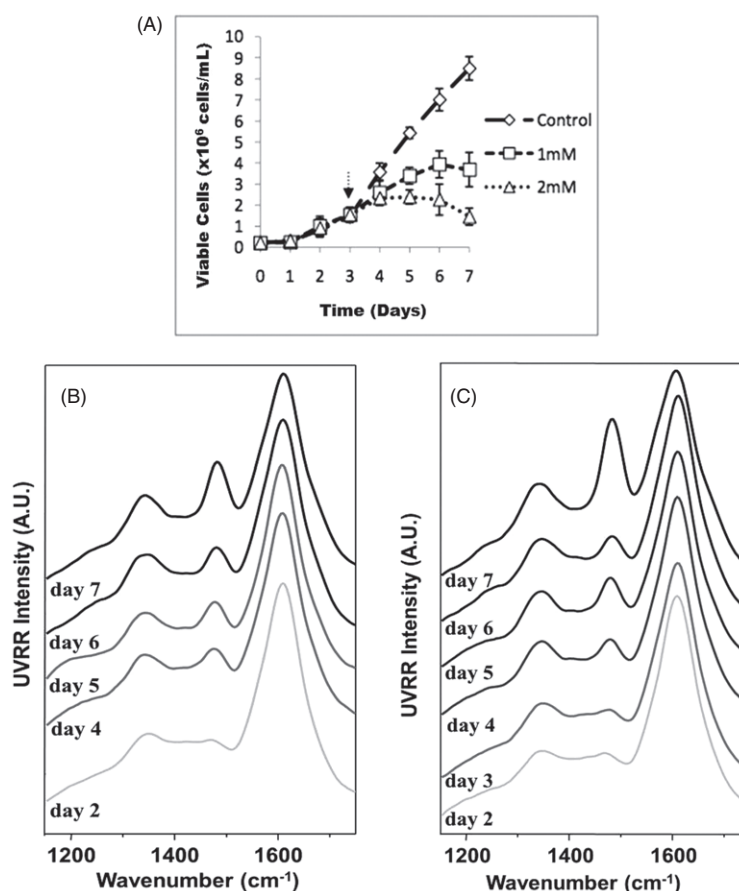 (A)
Viable Cells (x10⁶ cells/mL)
10
9
8
7
6
5
4
3
2
1
0
0 1 2 3 4 5 6 7
Time (Days)
Control
1mM
2mM
(B)
UVRR Intensity (A.U.)
day 7
day 6
day 5
day 4
day 2
1200 1400 1600
Wavenumber (cm⁻¹)
(C)
UVRR Intensity (A.U.)
day 7
day 6
day 5
day 4
day 3
day 2
1200 1400 1600
Wavenumber (cm⁻¹)